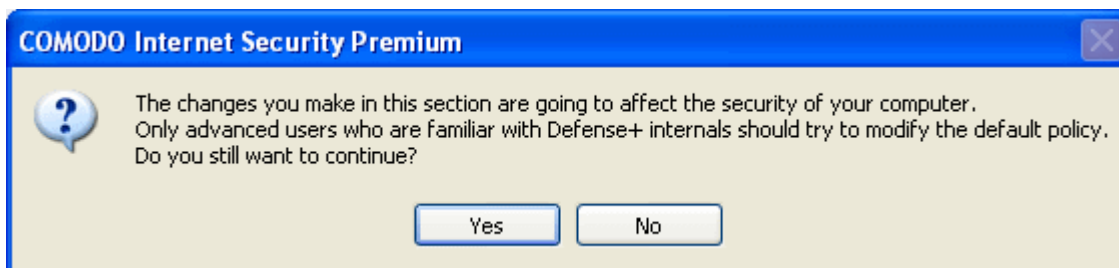 COMODO Internet Security Premium
The changes you make in this section are going to affect the security of your computer.
Only advanced users who are familiar with Defense+ internals should try to modify the default policy.
Do you still want to continue?
Yes No